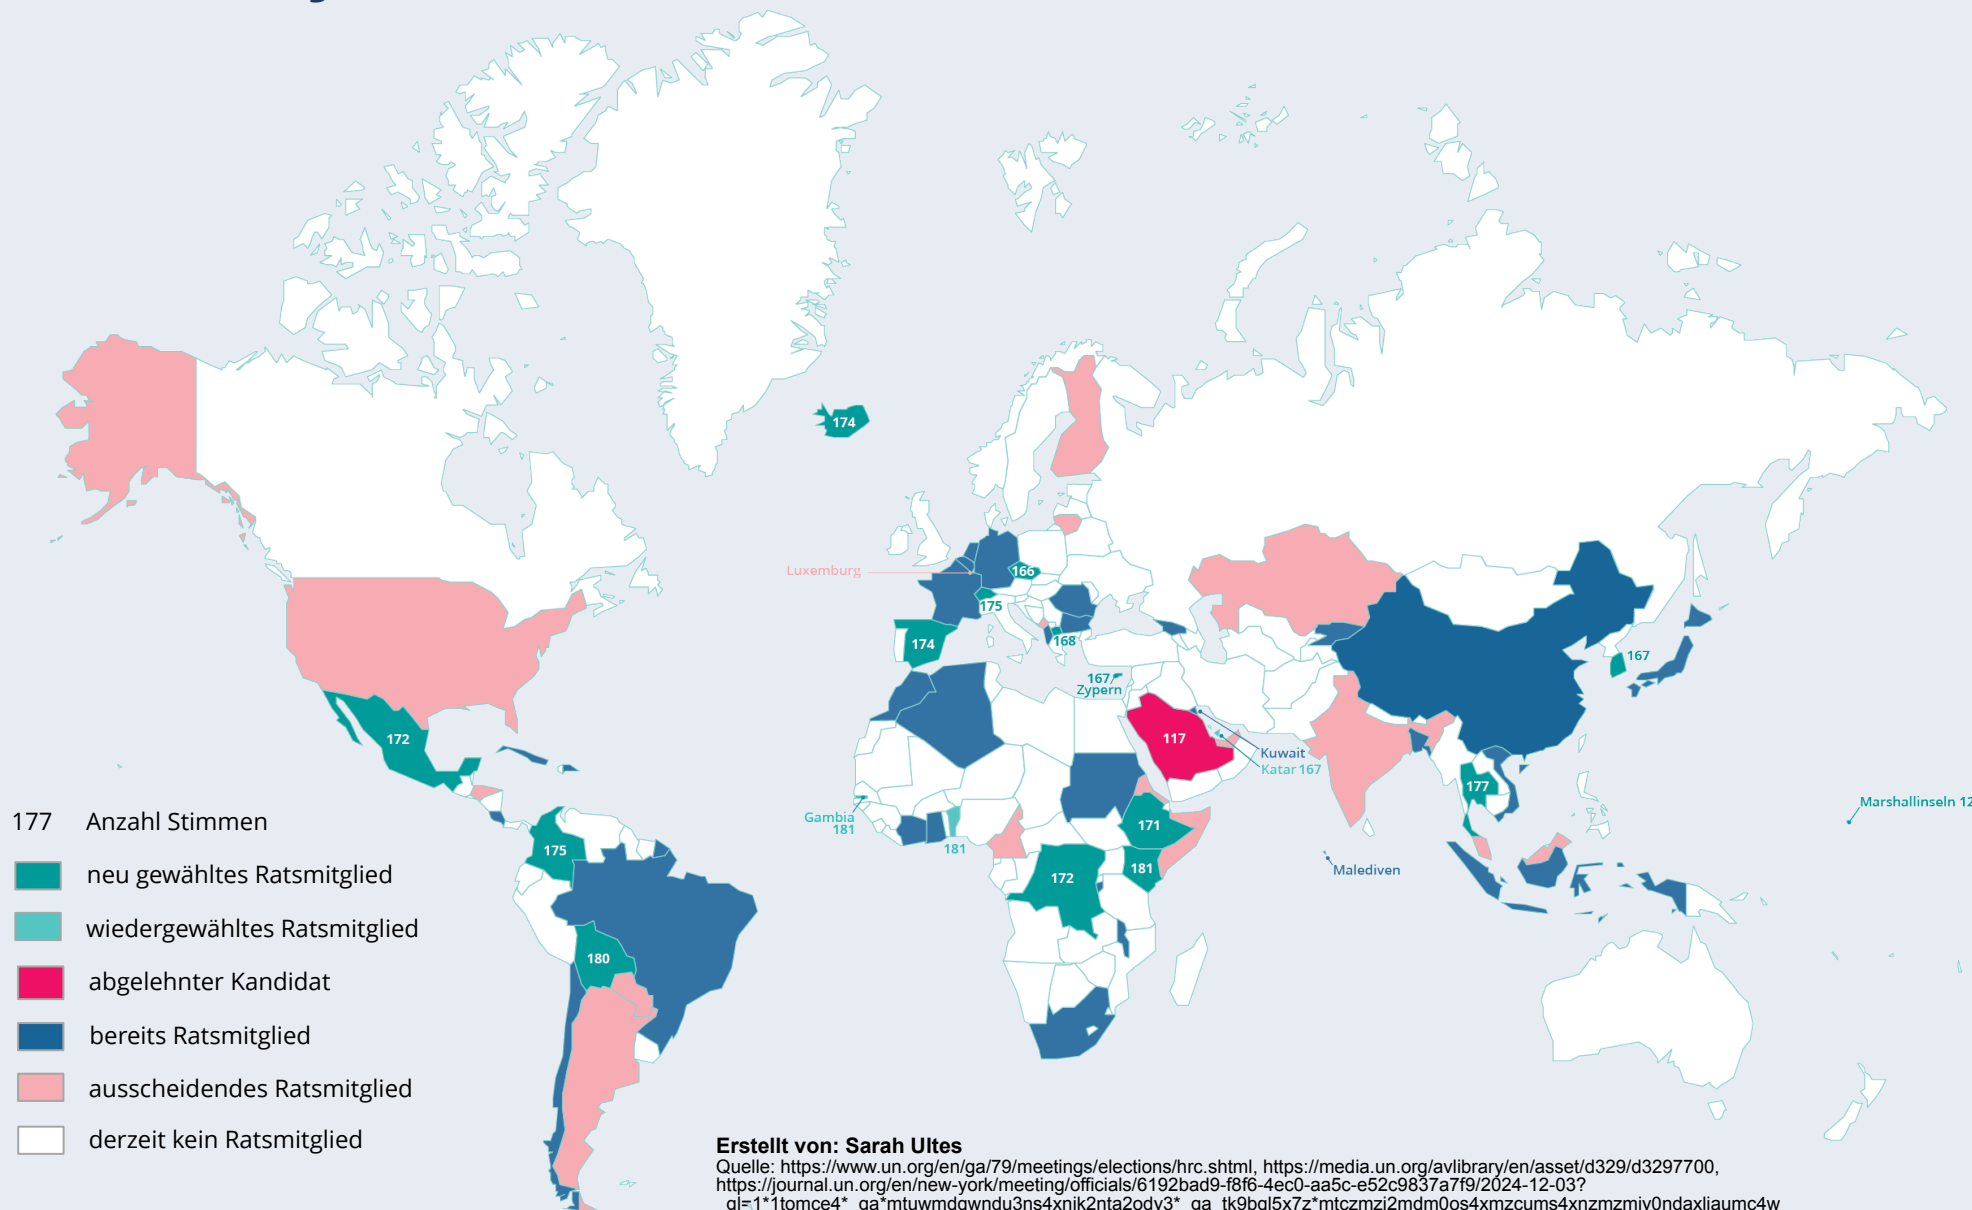 174
Luxemburg
166
175
174
168
167
167
Zypern
172
117
Kuwait
Katar 167
177
Marshallinseln 12
Gambia
181
181
171
181
172
Malediven
175
180
177 Anzahl Stimmen
neu gewähltes Ratsmitglied
wiedergewähltes Ratsmitglied
abgelehnter Kandidat
bereits Ratsmitglied
ausscheidendes Ratsmitglied
derzeit kein Ratsmitglied
Erstellt von: Sarah Ultes
Quelle: https://www.un.org/en/ga/79/meetings/elections/hrc.shtml, https://media.un.org/avlibrary/en/asset/d329/d3297700,
https://journal.un.org/en/new-york/meeting/officials/6192bad9-f8f6-4ec0-aa5c-e52c9837a7f9/2024-12-03?